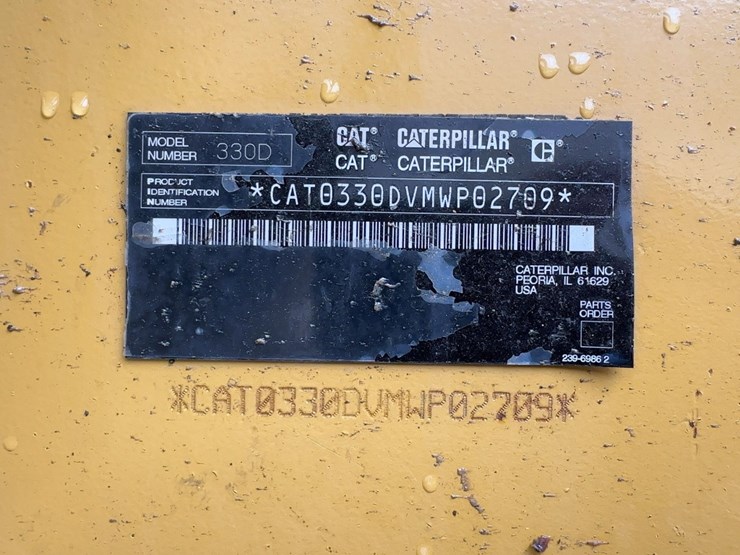 CAT® CATERPILLAR® C®
CAT® CATERPILLAR®
MODEL NUMBER 330D
PRODUCT IDENTIFICATION NUMBER *CAT0330DVMWP02709*
CATERPILLAR INC.
PEORIA, IL 61629
USA
PARTS
ORDER
239-6986 2
*CAT0330DVMWP02709*